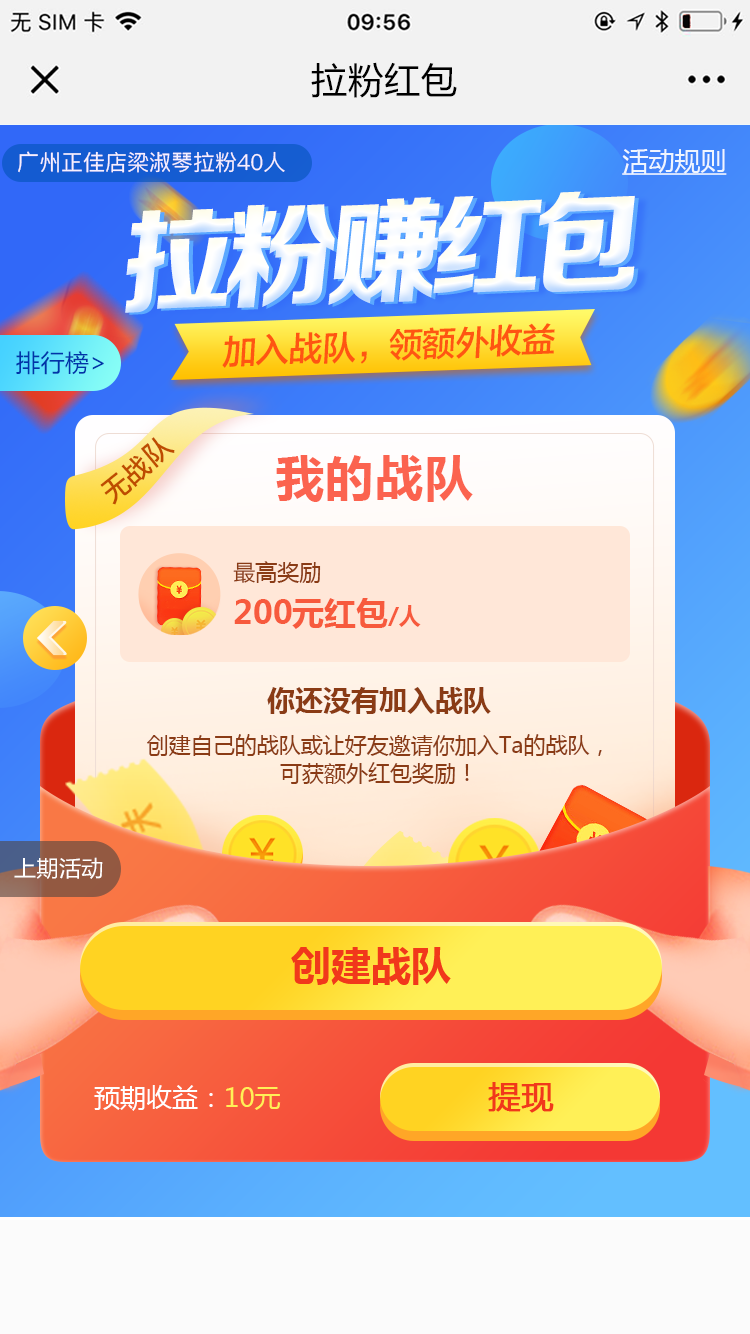 无 SIM 卡
09:56
拉粉红包
广州正佳店梁淑琴拉粉40人
活动规则
拉粉赚红包
加入战队，领额外收益
排行榜>
无战队
我的战队
最高奖励
200元红包/人
你还没有加入战队
创建自己的战队或让好友邀请你加入Ta的战队，
可获额外红包奖励！
上期活动
创建战队
预期收益：10元
提现